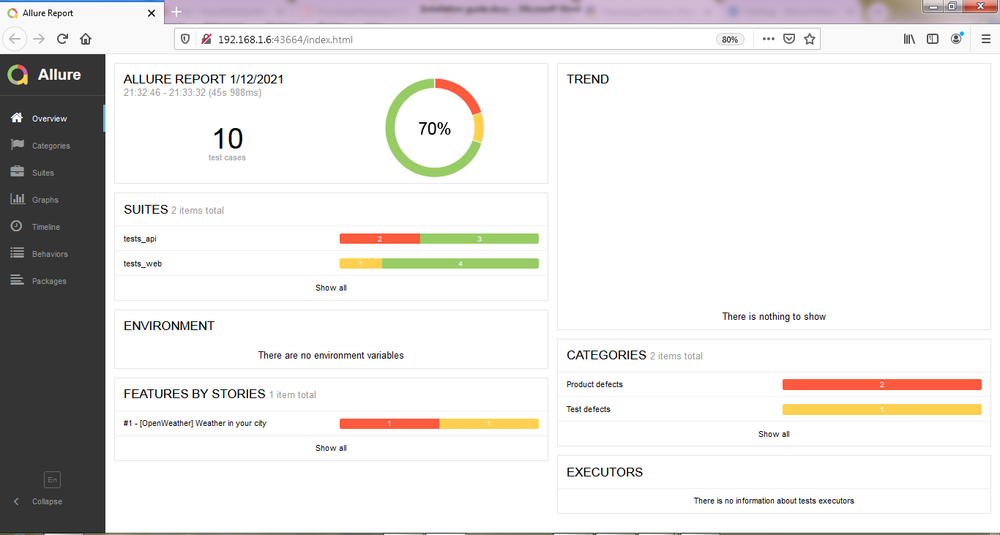 Allure Report
Installation guide.docx - Microsoft Word
192.168.1.6:43664/index.html
80%
Allure
Overview
Categories
Suites
Graphs
Timeline
Behaviors
Packages
En
Collapse
ALLURE REPORT 1/12/2021
21:32:46 - 21:33:32 (45s 988ms)
10
test cases
70%
SUITES 2 items total
tests_api 2 3
tests_web 1 4
Show all
ENVIRONMENT
There are no environment variables
FEATURES BY STORIES 1 item total
#1 - [OpenWeather] Weather in your city 1 1
Show all
TREND
There is nothing to show
CATEGORIES 2 items total
Product defects 2
Test defects 1
Show all
EXECUTORS
There is no information about tests executors